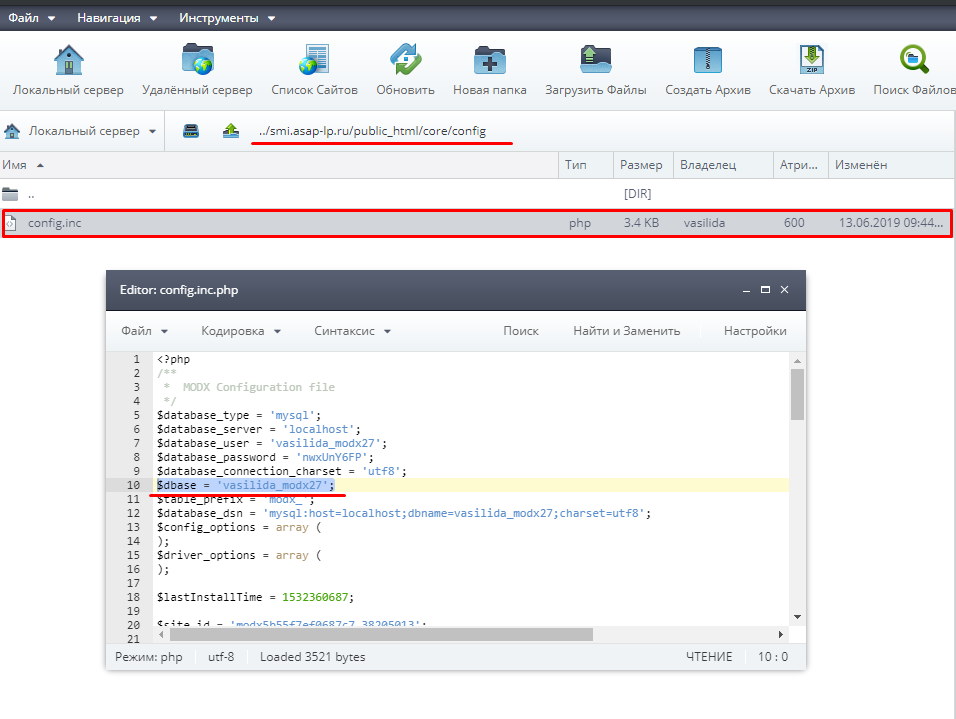 Файл Навигация Инструменты
Локальный сервер Удалённый сервер Список Сайтов Обновить Новая папка Загрузить Файлы Создать Архив Скачать Архив Поиск Файлов
ZIP
Локальный сервер ../smi.asap-lp.ru/public_html/core/config
Имя Тип Размер Владелец Атри... Изменён
.. [DIR]
config.inc php 3.4 KB vasilida 600 13.06.2019 09:44...
Editor: config.inc.php
Файл Кодировка Синтаксис Поиск Найти и Заменить Настройки
1 <?php
2 /**
3 * MODX Configuration file
4 */
5 $database_type = 'mysql';
6 $database_server = 'localhost';
7 $database_user = 'vasilida_modx27';
8 $database_password = 'nwxUnY6FP';
9 $database_connection_charset = 'utf8';
10 $dbase = 'vasilida_modx27';
11 $table_prefix = 'modx_';
12 $database_dsn = 'mysql:host=localhost;dbname=vasilida_modx27;charset=utf8';
13 $config_options = array (
14 );
15 $driver_options = array (
16 );
17
18 $lastInstallTime = 1532360687;
19
20 $site_id = 'modx5b55f7ef0687c7.38205013';
21
Режим: php utf-8 Loaded 3521 bytes ЧТЕНИЕ 10 : 0